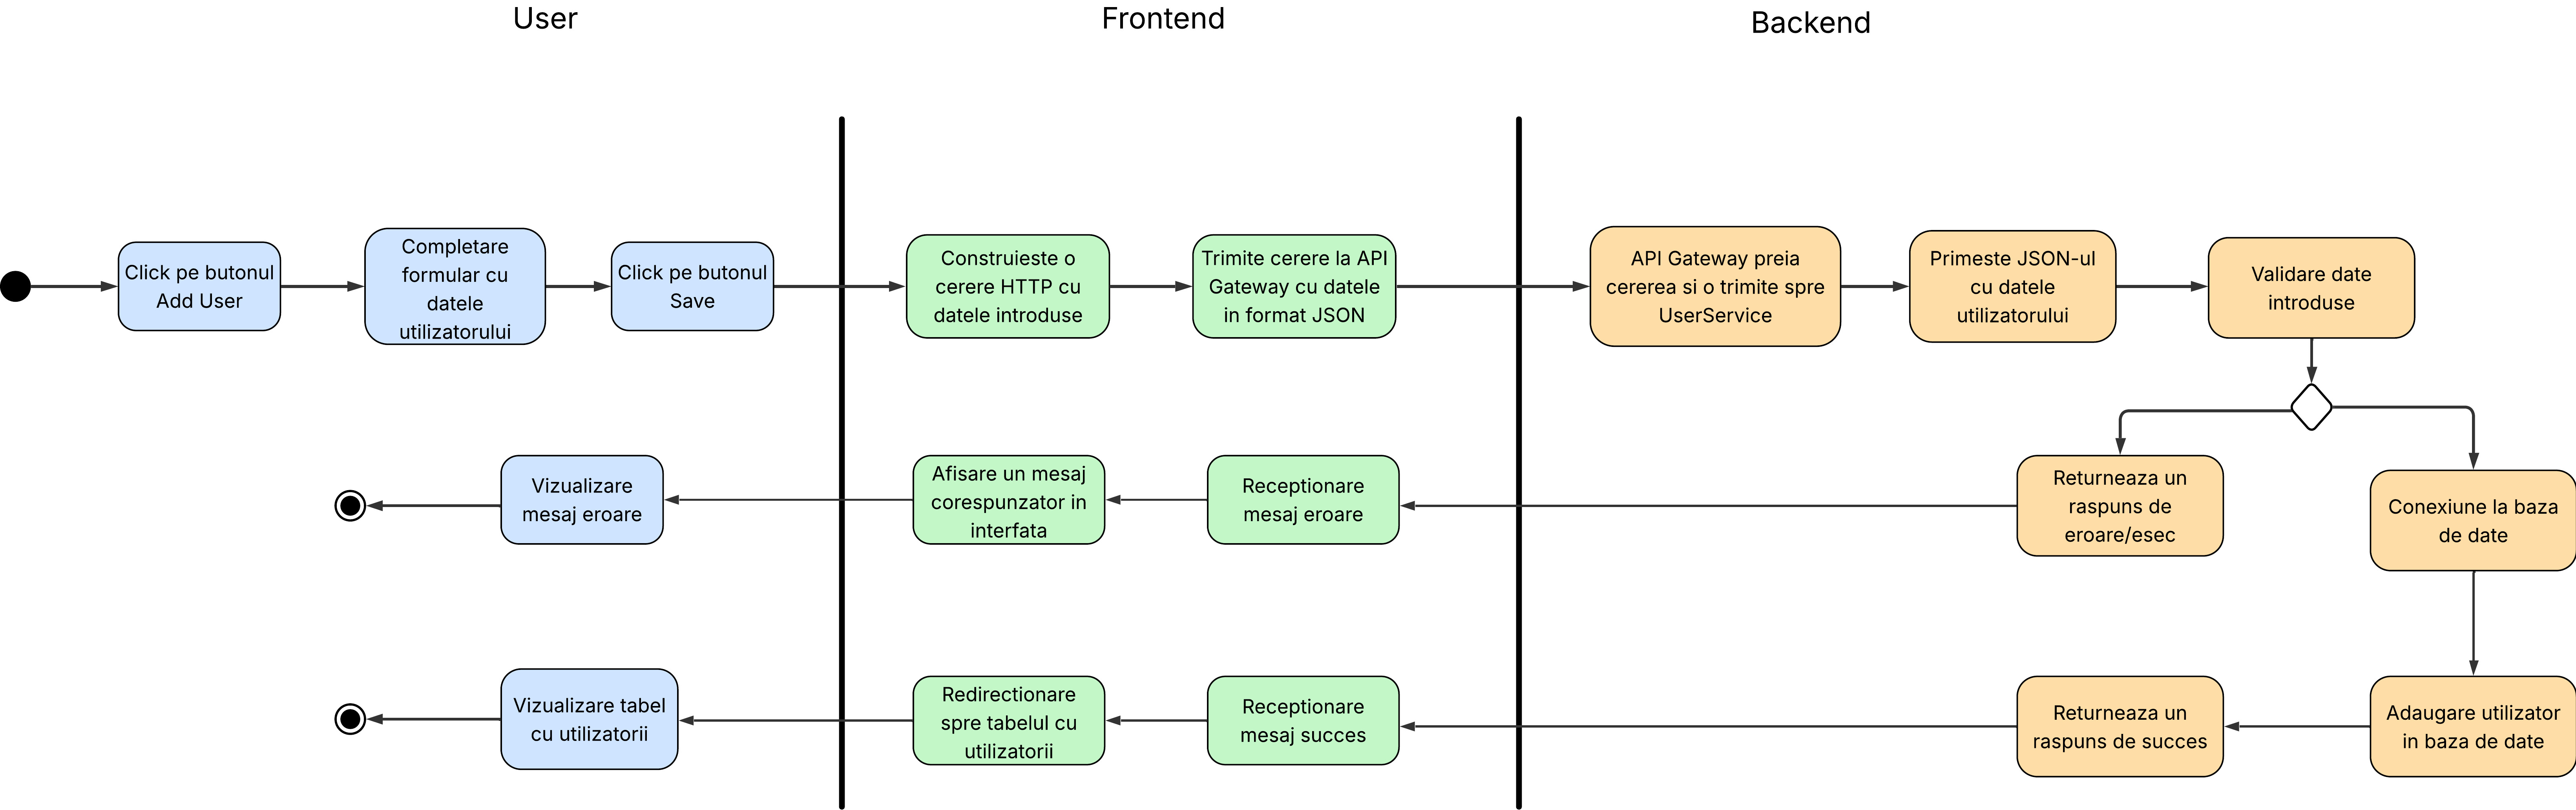 User
Frontend
Backend
Click pe butonul
Add User
Completare
formular cu
datele
utilizatorului
Click pe butonul
Save
Construieste o
cerere HTTP cu
datele introduse
Trimite cerere la API
Gateway cu datele
in format JSON
API Gateway preia
cererea si o trimite spre
UserService
Primeste JSON-ul
cu datele
utilizatorului
Validare date
introduse
Vizualizare
mesaj eroare
Afisare un mesaj
corespunzator in
interfata
Receptionare
mesaj eroare
Returneaza un
raspuns de
eroare/esec
Conexiune la baza
de date
Vizualizare tabel
cu utilizatorii
Redirectionare
spre tabelul cu
utilizatorii
Receptionare
mesaj succes
Returneaza un
raspuns de succes
Adaugare utilizator
in baza de date